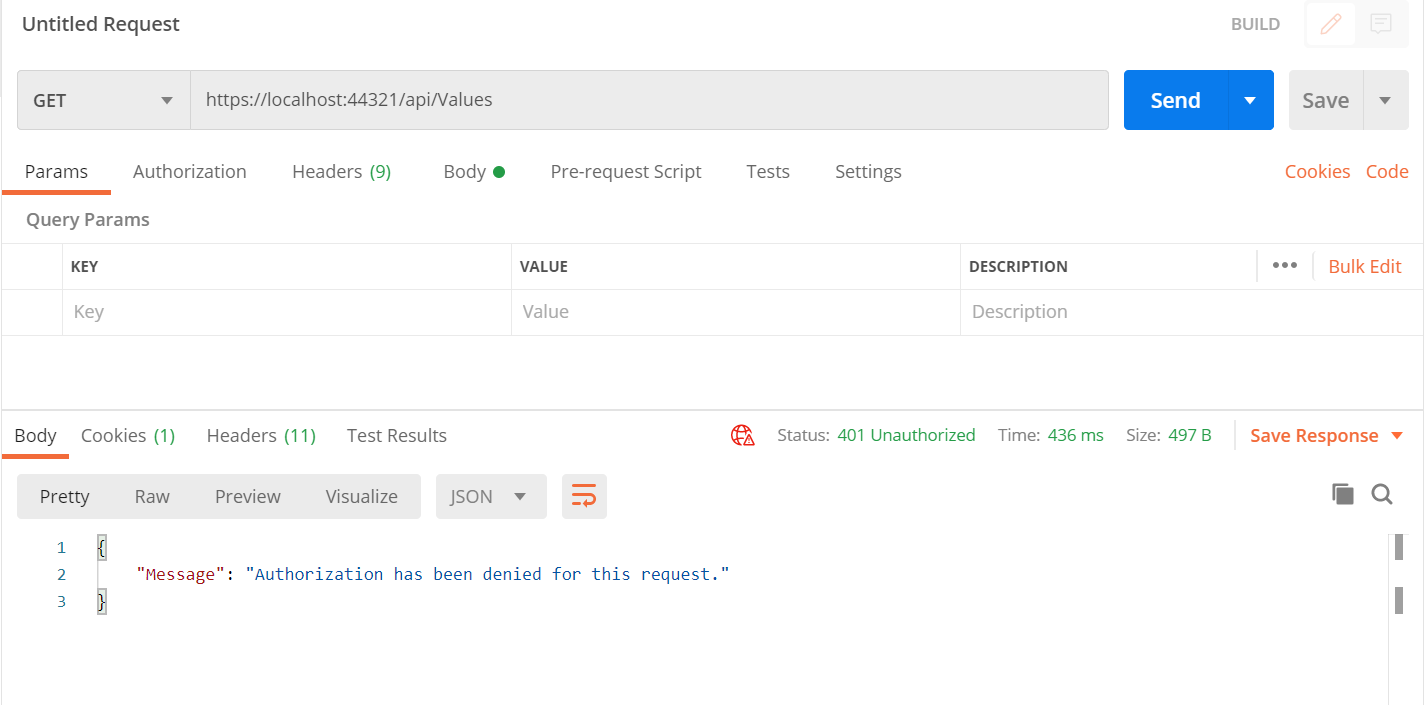 Untitled Request BUILD
GET https://localhost:44321/api/Values Send Save
Params Authorization Headers (9) Body Pre-request Script Tests Settings Cookies Code
Query Params
KEY VALUE DESCRIPTION ••• Bulk Edit
Key Value Description
Body Cookies (1) Headers (11) Test Results Status: 401 Unauthorized Time: 436 ms Size: 497 B Save Response
Pretty Raw Preview Visualize JSON
1 {
2 "Message": "Authorization has been denied for this request."
3 }